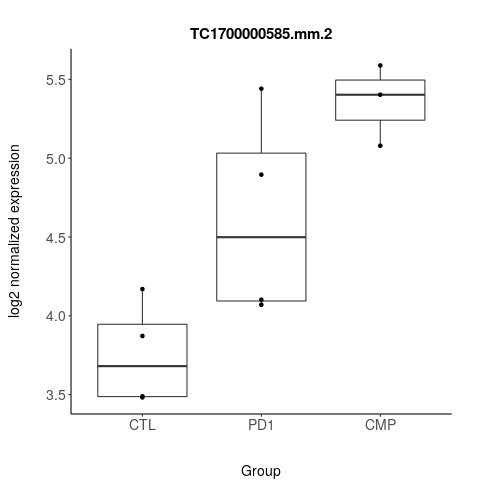 TC1700000585.mm.2
log2 normalized expression
5.5
5.0
4.5
4.0
3.5
CTL PD1 CMP
Group